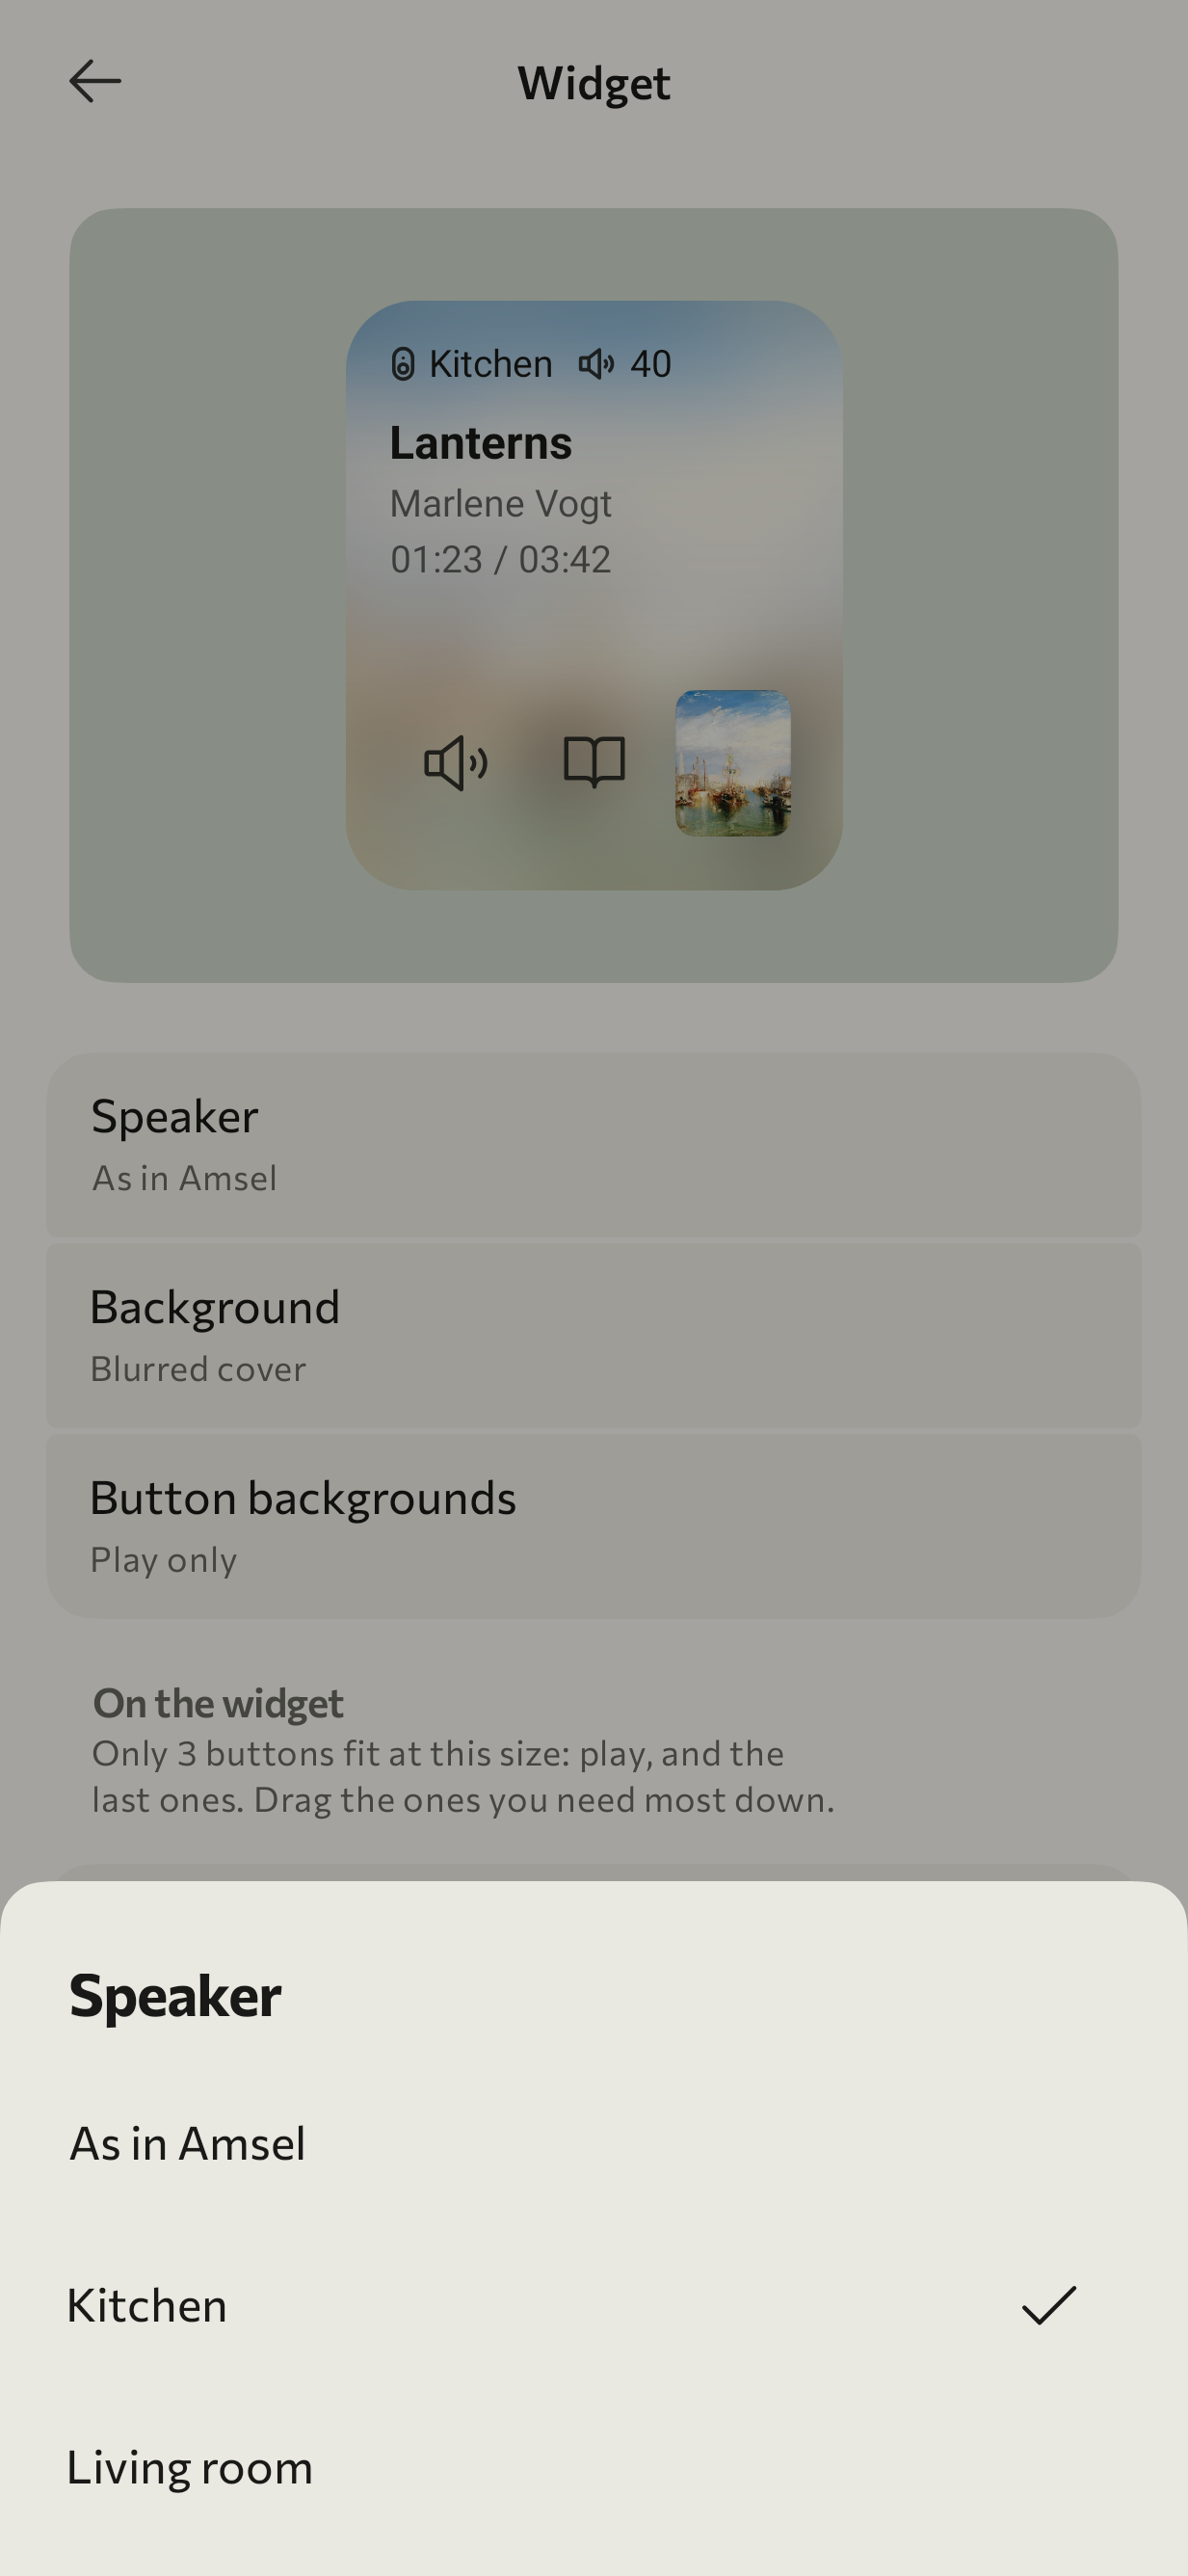 Widget
Kitchen 40
Lanterns
Marlene Vogt
01:23 / 03:42
Speaker
As in Amsel
Background
Blurred cover
Button backgrounds
Play only
On the widget
Only 3 buttons fit at this size: play, and the
last ones. Drag the ones you need most down.
Speaker
As in Amsel
Kitchen
Living room